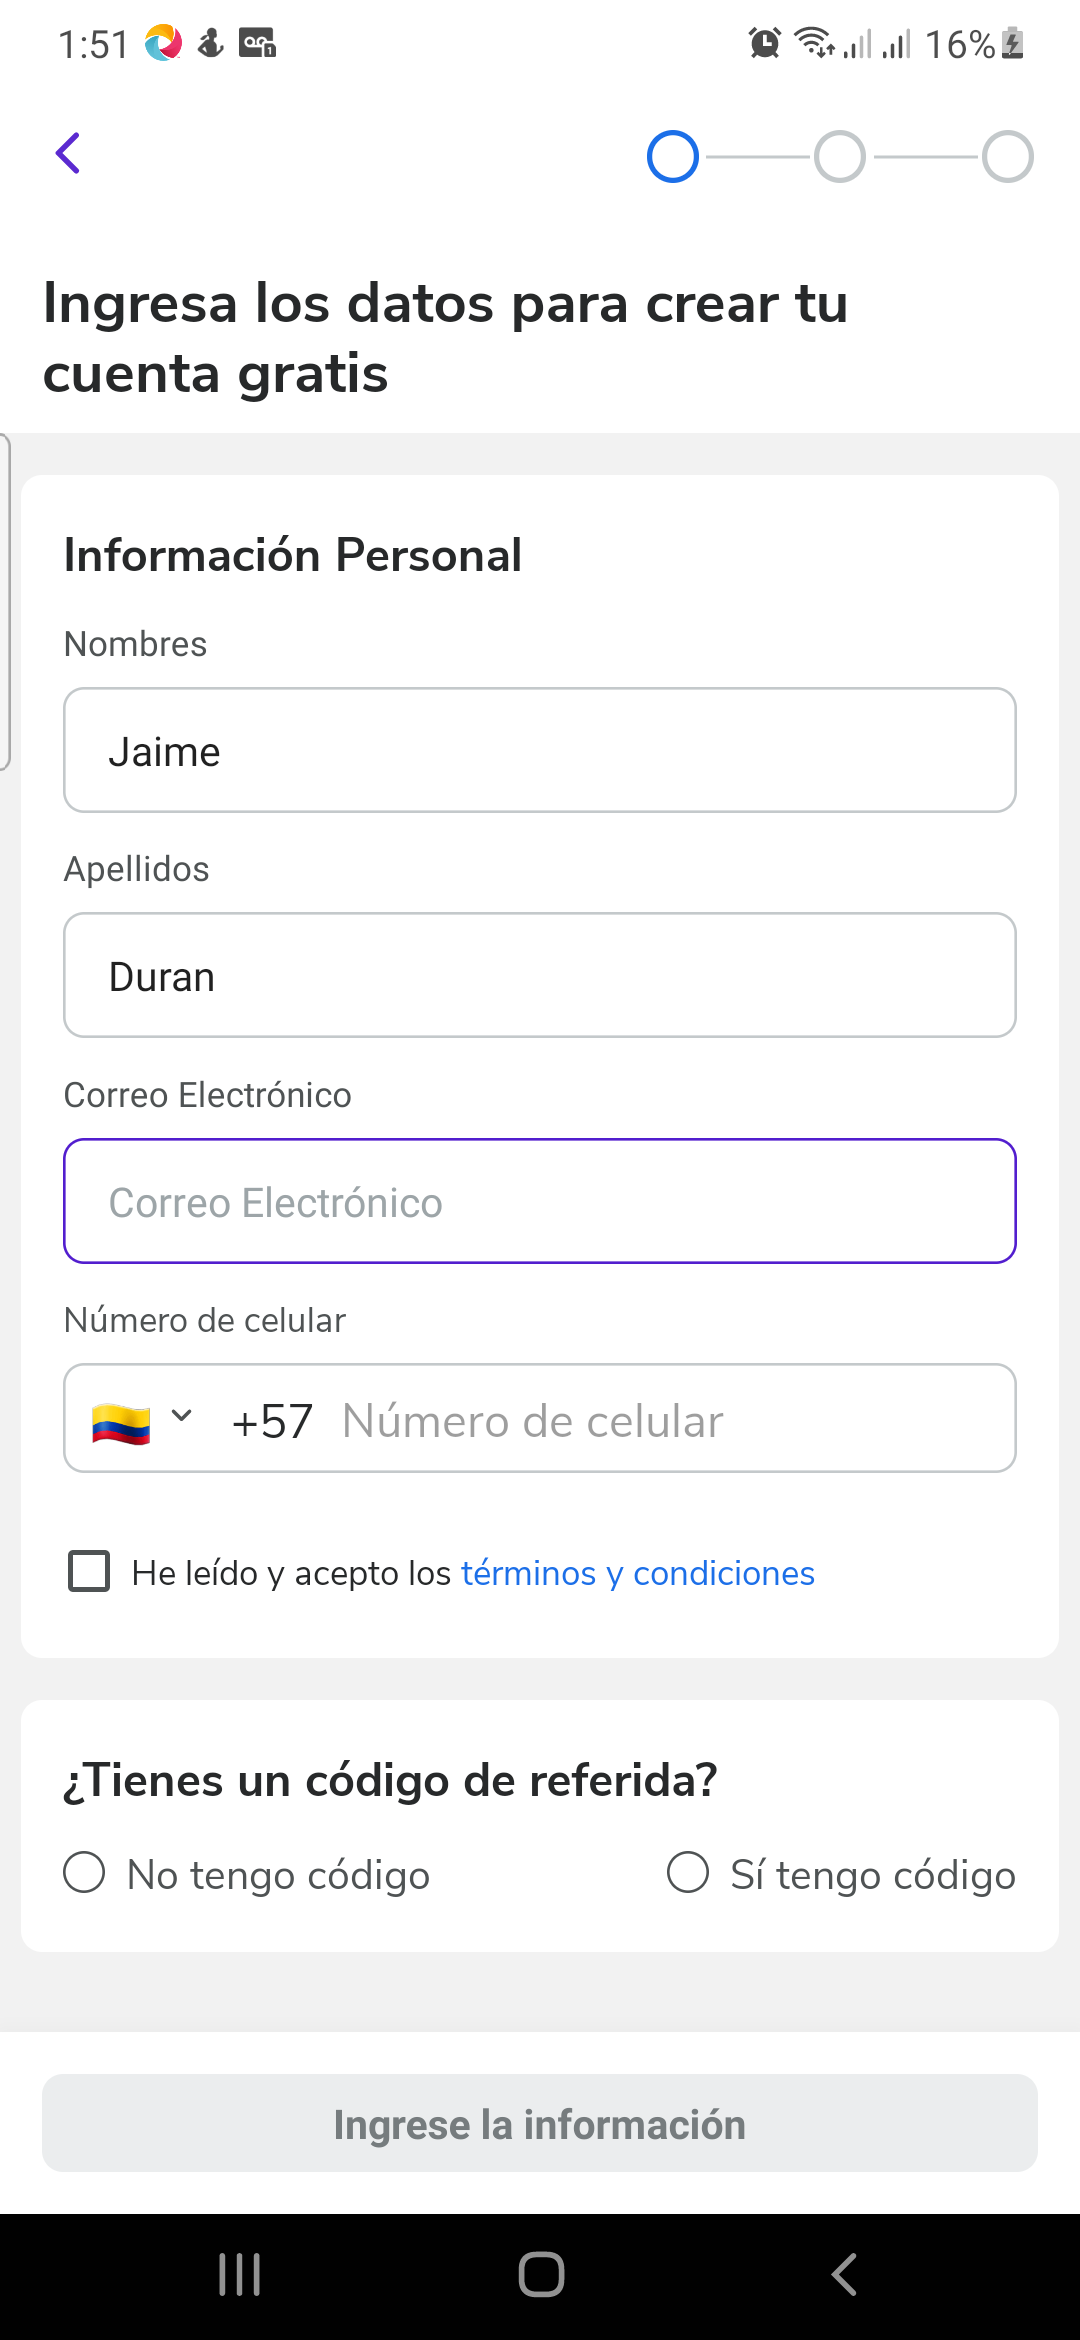 1:51
16%
Ingresa los datos para crear tu
cuenta gratis
Información Personal
Nombres
Jaime
Apellidos
Duran
Correo Electrónico
Correo Electrónico
Número de celular
+57 Número de celular
He leído y acepto los términos y condiciones
¿Tienes un código de referida?
No tengo código
Sí tengo código
Ingrese la información